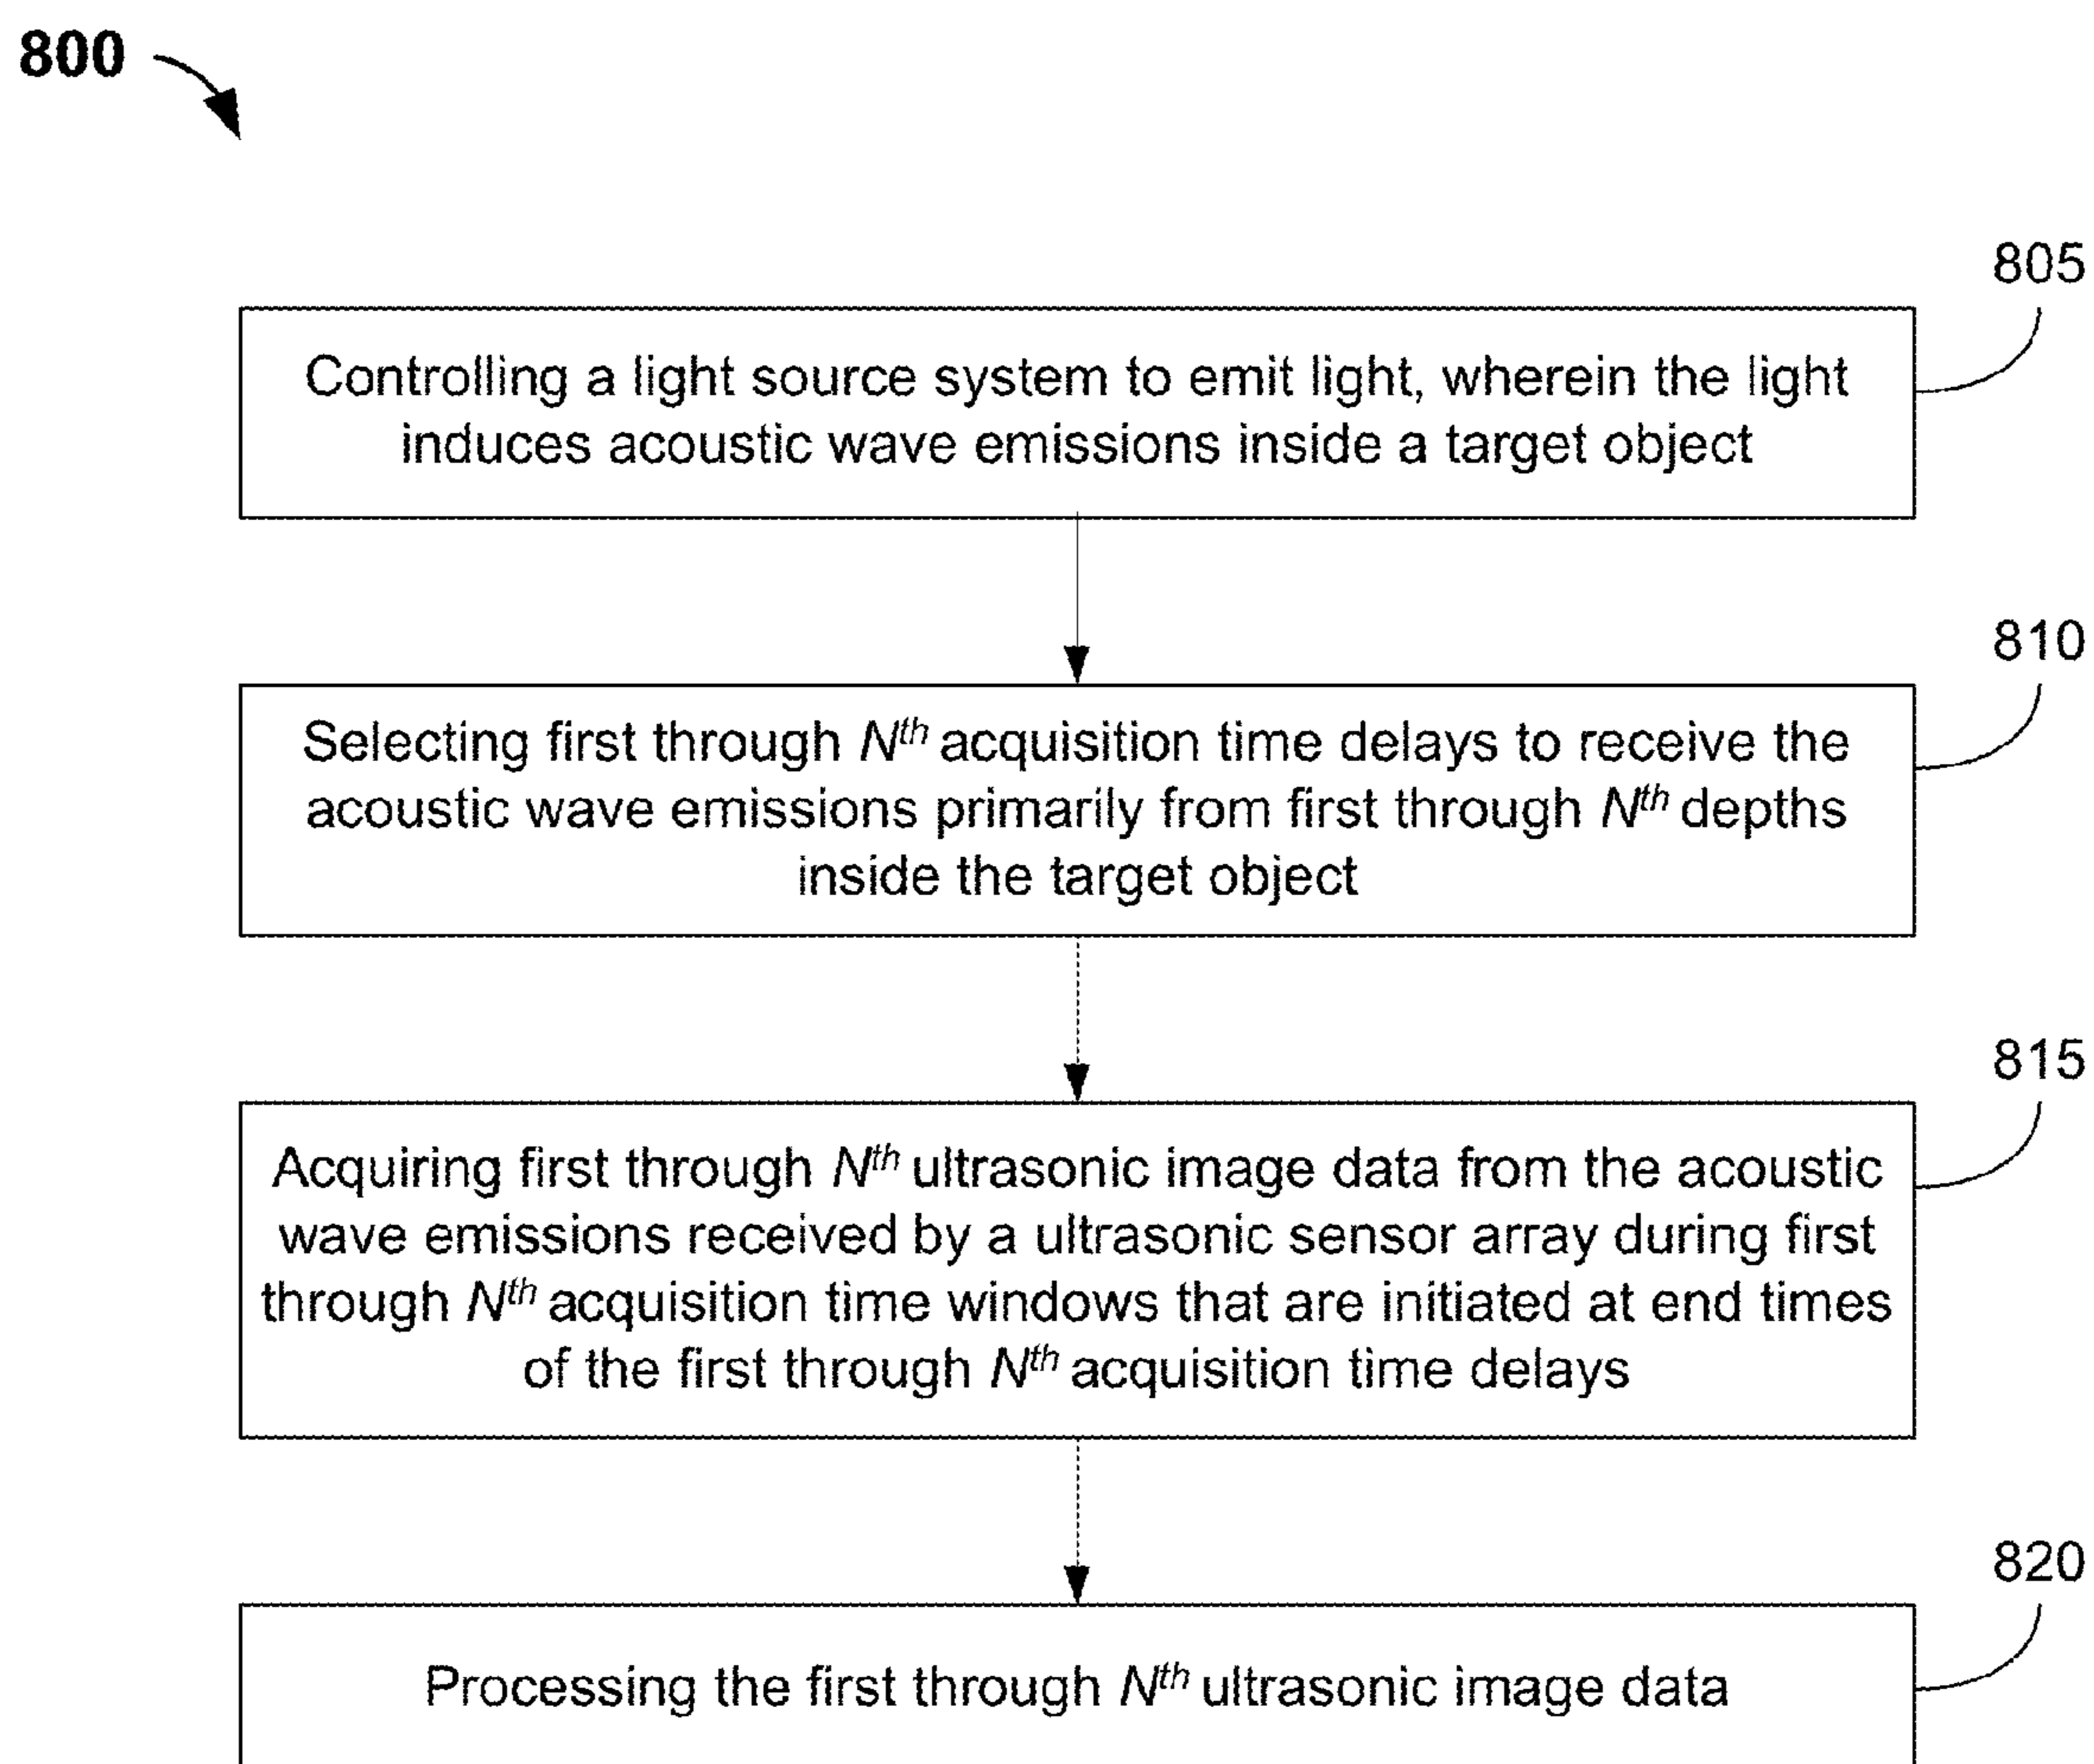 800
805
Controlling a light source system to emit light, wherein the light
induces acoustic wave emissions inside a target object
810
Selecting first through Nth acquisition time delays to receive the
acoustic wave emissions primarily from first through Nth depths
inside the target object
815
Acquiring first through Nth ultrasonic image data from the acoustic
wave emissions received by a ultrasonic sensor array during first
through Nth acquisition time windows that are initiated at end times
of the first through Nth acquisition time delays
820
Processing the first through Nth ultrasonic image data